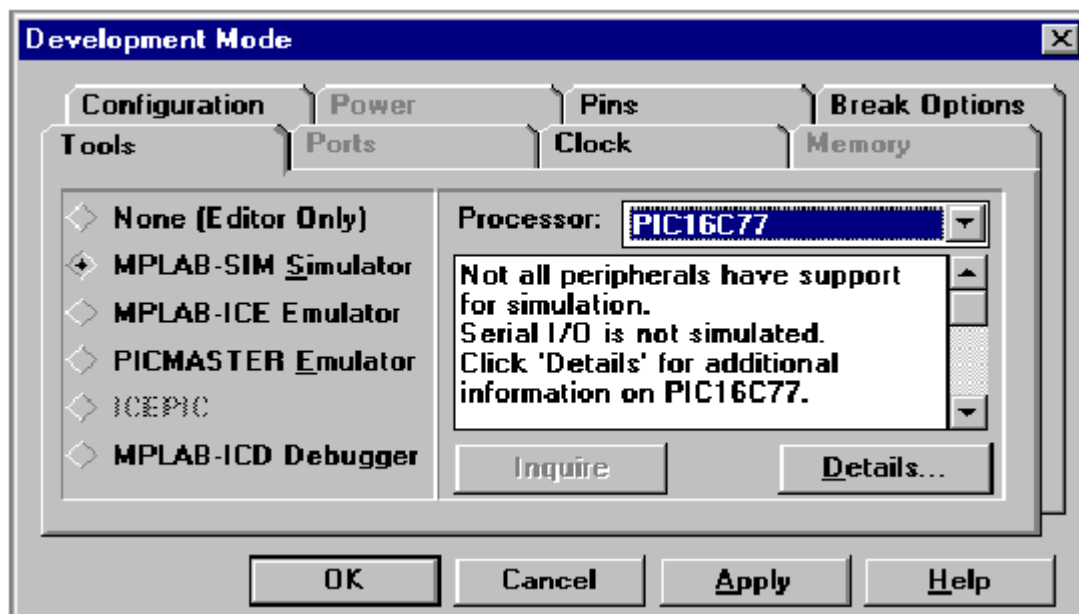 Development Mode
Configuration Power Pins Break Options
Tools Ports Clock Memory
None (Editor Only)
MPLAB-SIM Simulator
MPLAB-ICE Emulator
PICMASTER Emulator
ICEPIC
MPLAB-ICD Debugger
Processor: PIC16C77
Not all peripherals have support
for simulation.
Serial I/O is not simulated.
Click 'Details' for additional
information on PIC16C77.
Inquire Details...
OK Cancel Apply Help